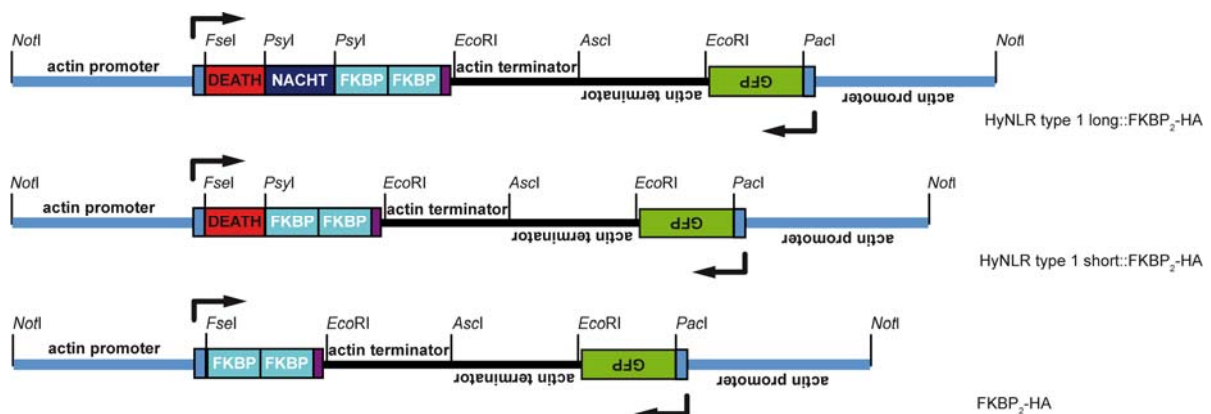 NotI FseI PsyI PsyI EcoRI AscI EcoRI PacI NotI
actin promoter actin terminator
DEATH NACHT FKBP FKBP GFP
actin terminator actin promoter
HyNLR type 1 long::FKBP₂-HA
NotI FseI PsyI EcoRI AscI EcoRI PacI NotI
actin promoter actin terminator
DEATH FKBP FKBP GFP
actin terminator actin promoter
HyNLR type 1 short::FKBP₂-HA
NotI FseI EcoRI AscI EcoRI PacI NotI
actin promoter actin terminator
FKBP FKBP GFP
actin terminator actin promoter
FKBP₂-HA